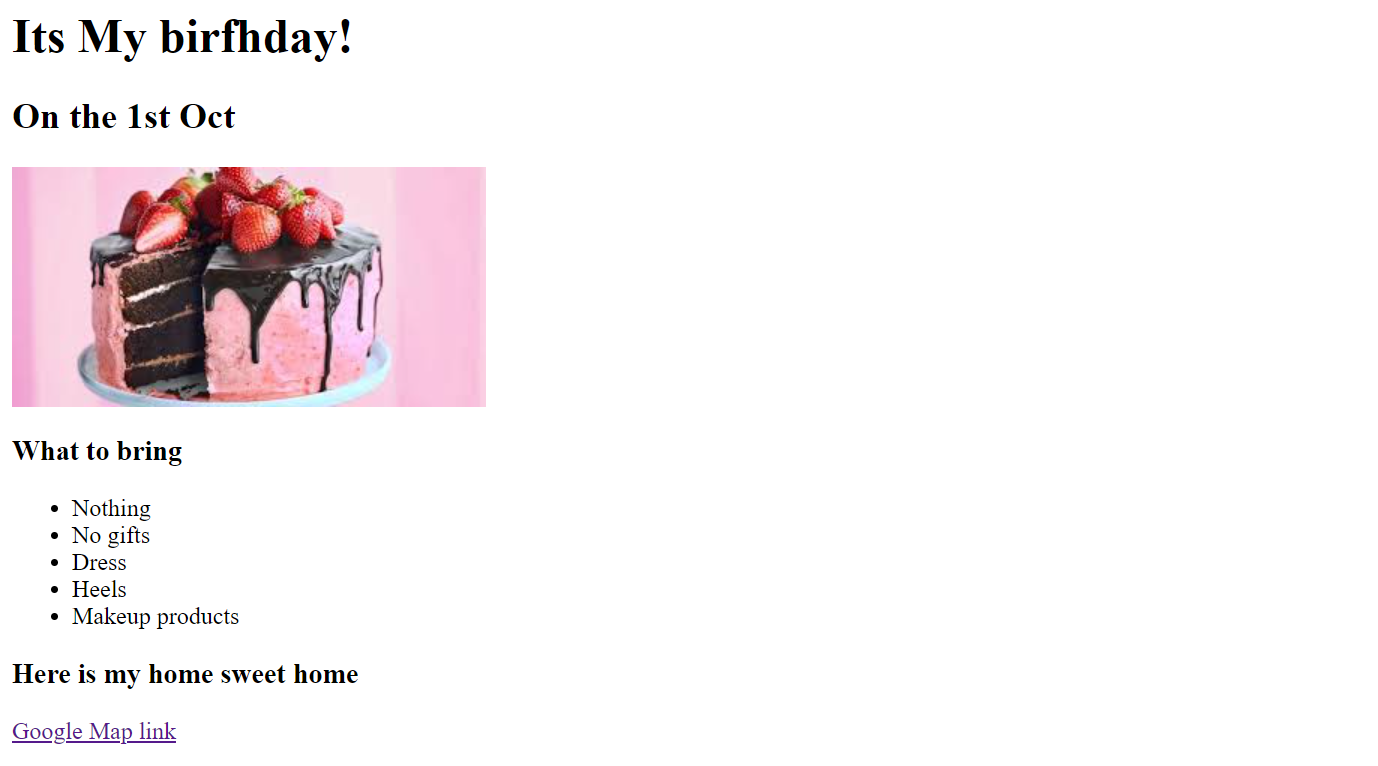 Its My birfhday!
On the 1st Oct
What to bring
Nothing
No gifts
Dress
Heels
Makeup products
Here is my home sweet home
Google Map link